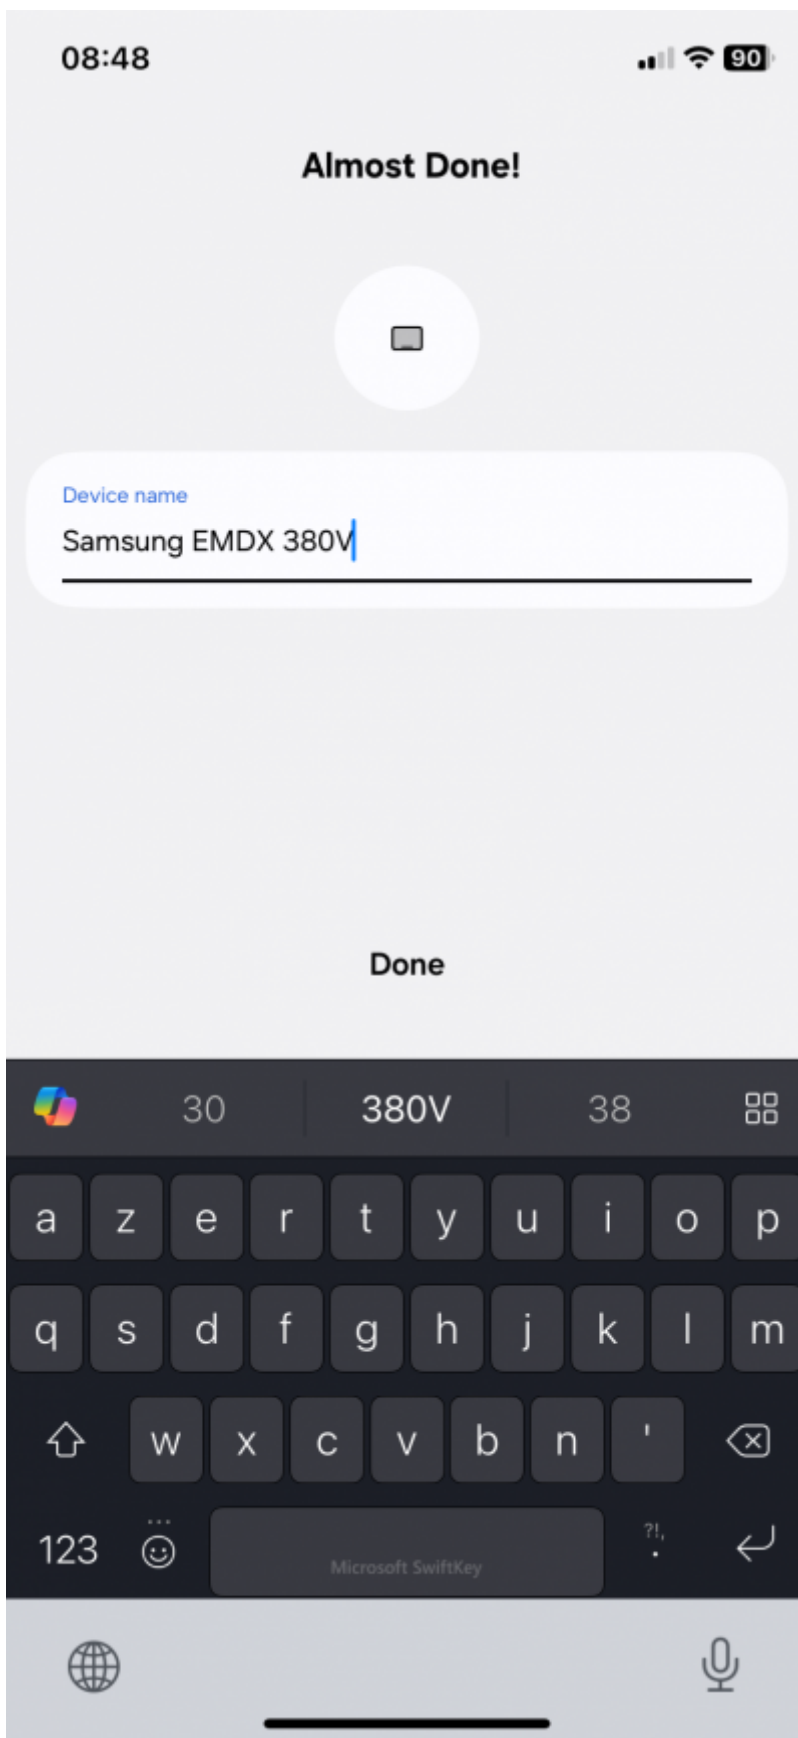 08:48
90
Almost Done!
Device name
Samsung EMDX 380V
Done
30 380V 38
a z e r t y u i o p
q s d f g h j k l m
w x c v b n '
123 ?!, .
Microsoft SwiftKey